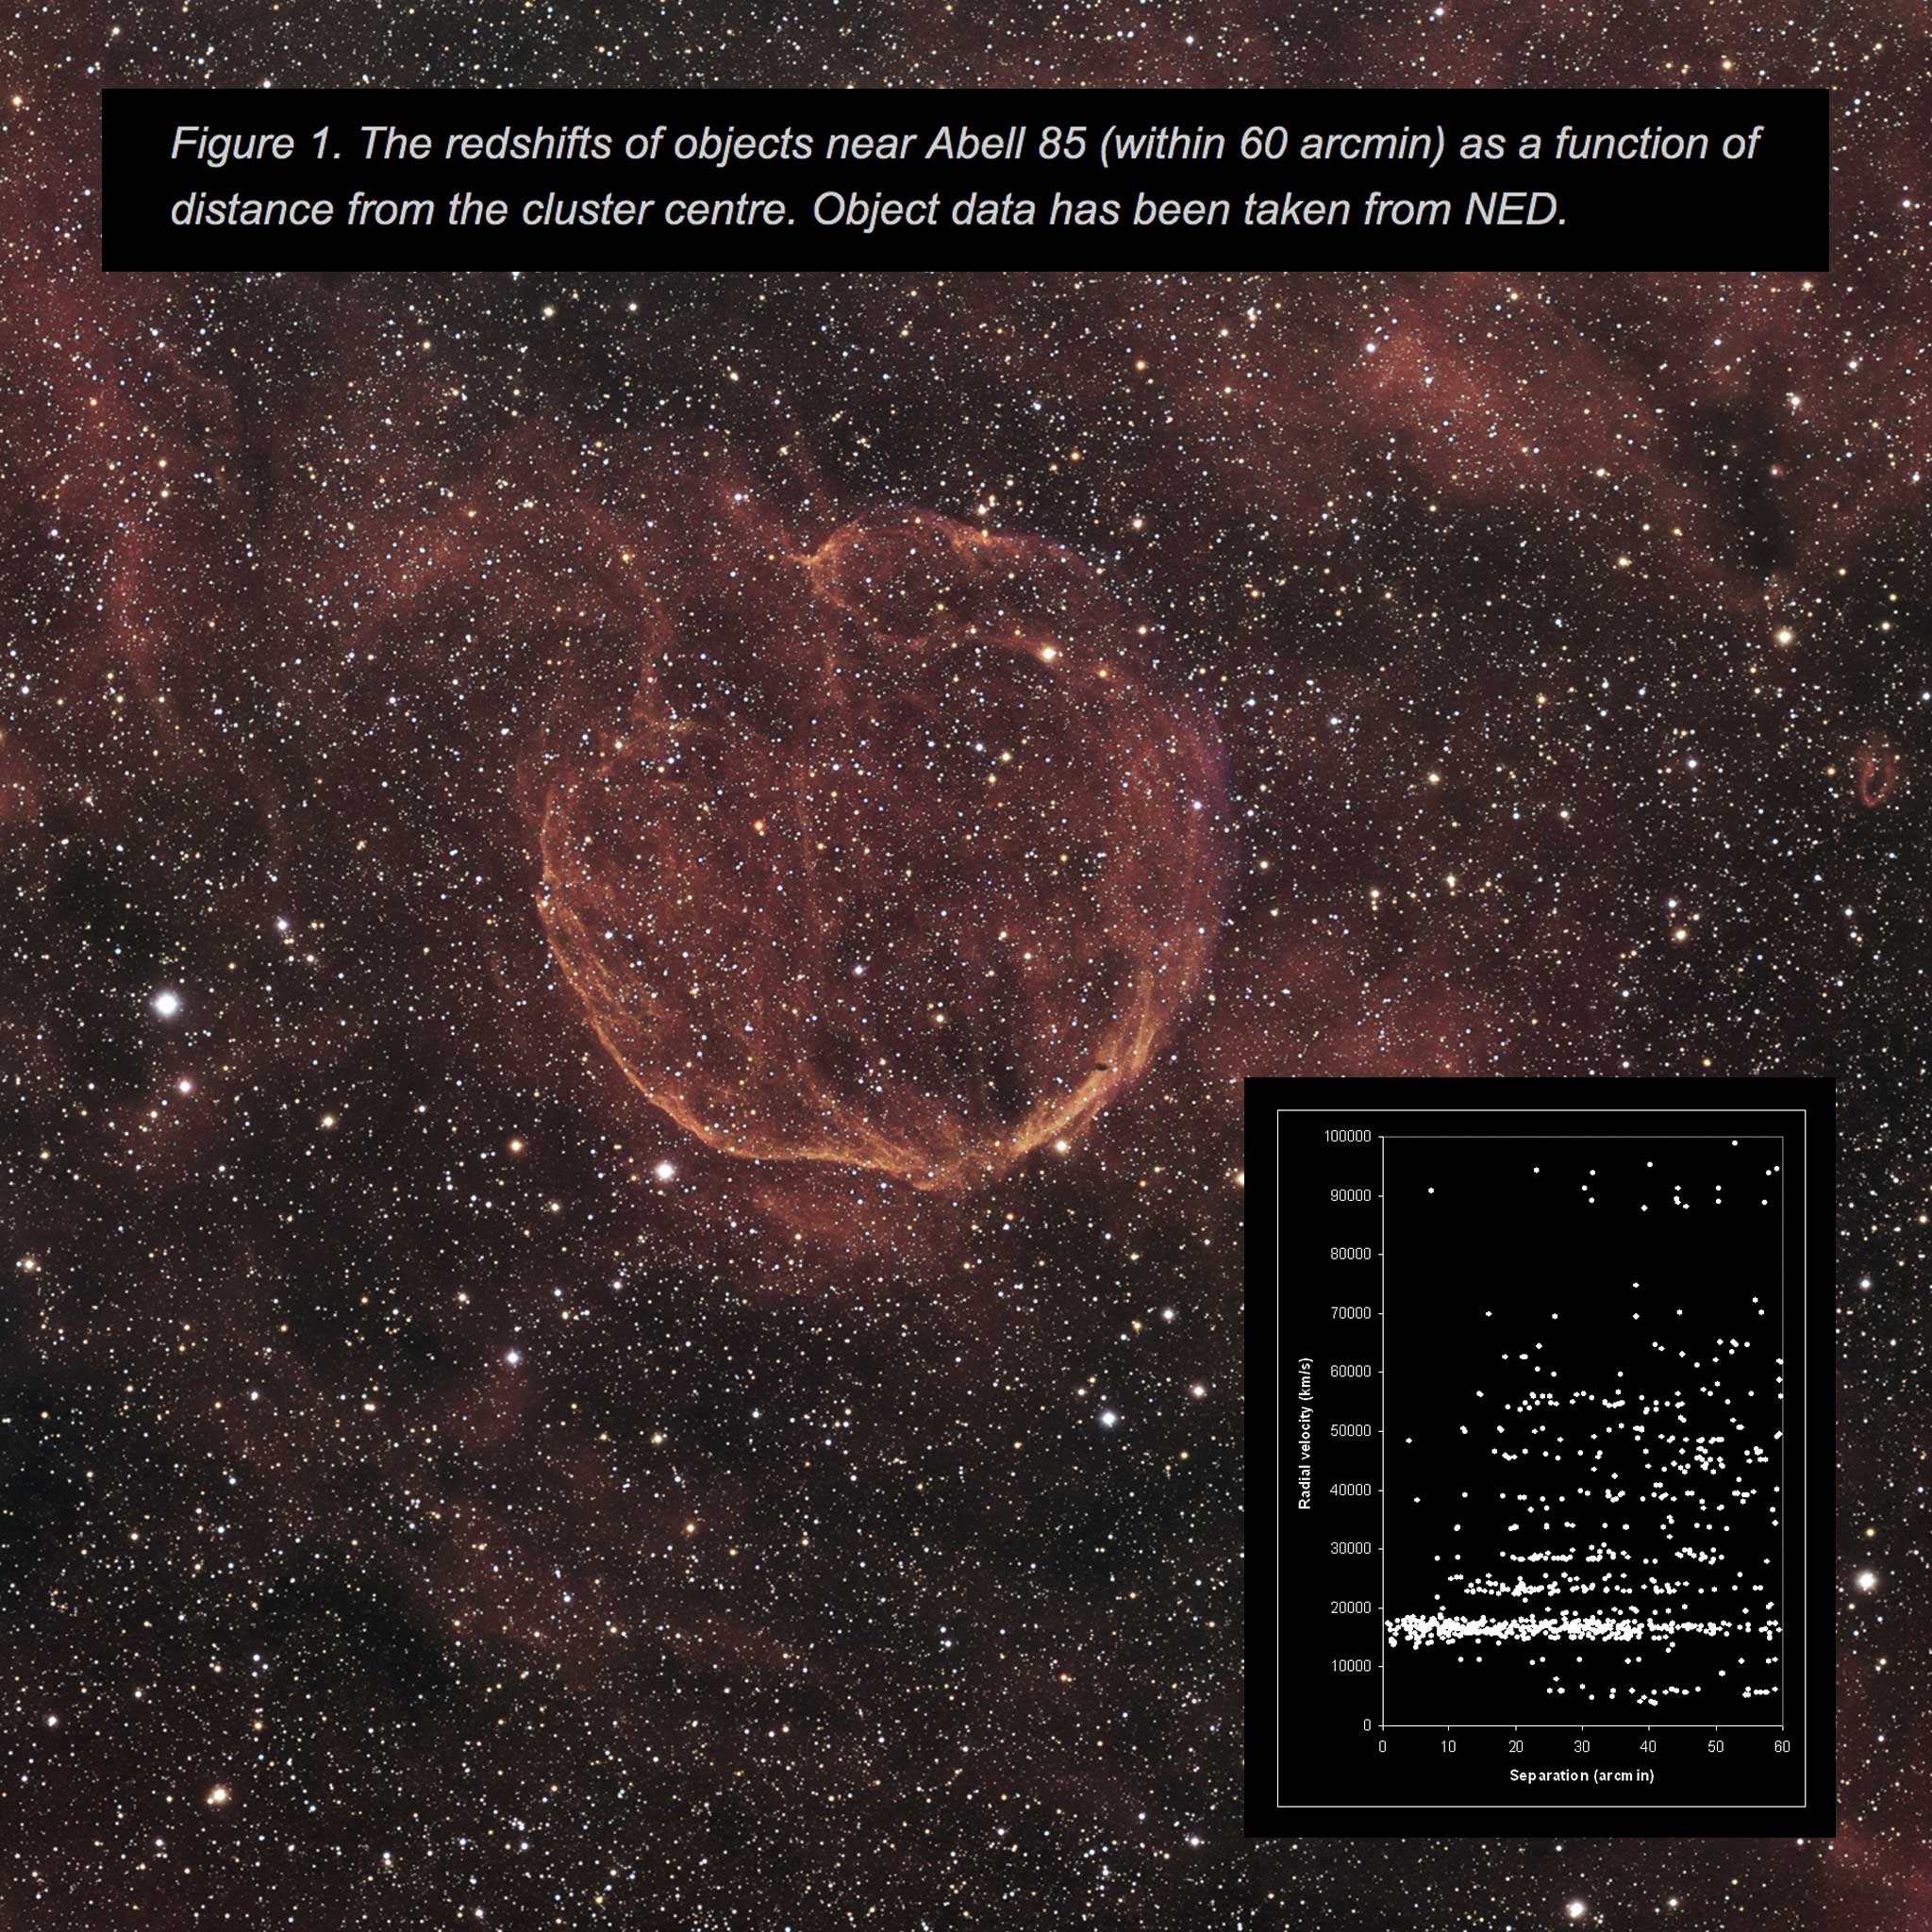 Figure 1. The redshifts of objects near Abell 85 (within 60 arcmin) as a function of
distance from the cluster centre. Object data has been taken from NED.
100000
90000
80000
70000
60000
50000
40000
30000
20000
10000
0
Radial velocity (km/s)
0 10 20 30 40 50 60
Separation (arcmin)